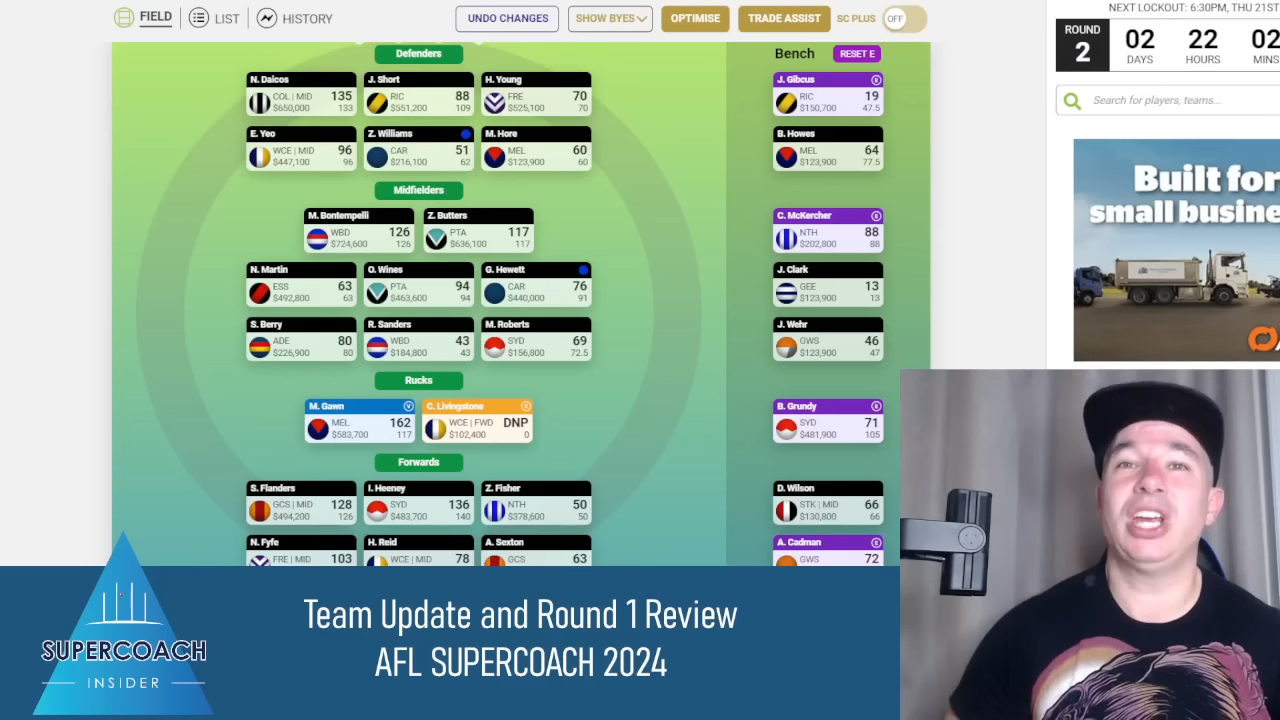 FIELD LIST HISTORY UNDO CHANGES SHOW BYES OPTIMISE TRADE ASSIST SC PLUS OFF
NEXT LOCKOUT: 6:30PM, THU 21ST
ROUND 2
02 DAYS 22 HOURS 02 MINS
Search for players, teams...
Defenders
Bench RESET E
N. Daicos COL | MID $650,000 135 133
J. Short RIC $551,200 88 109
H. Young FRE $525,100 70 70
J. Gibcus E RIC $150,700 19 47.5
E. Yeo WCE | MID $447,100 96 96
Z. Williams CAR $216,100 51 62
M. Hore MEL $123,900 60 60
B. Howes MEL $123,900 64 77.5
Midfielders
M. Bontempelli WBD $724,600 126 126
Z. Butters PTA $636,100 117 117
C. McKercher E NTH $202,800 88 88
N. Martin ESS $492,800 63 63
O. Wines PTA $463,600 94 94
G. Hewett CAR $440,000 76 91
J. Clark GEE $123,900 13 13
S. Berry ADE $226,900 80 80
R. Sanders WBD $184,800 43 43
M. Roberts SYD $156,800 69 72.5
J. Wehr GWS $123,900 46 47
Rucks
M. Gawn V MEL $583,700 162 117
C. Livingstone C WCE | FWD $102,400 DNP 0
B. Grundy E SYD $481,900 71 105
Forwards
S. Flanders GCS | MID $494,200 128 126
I. Heeney SYD $483,700 136 140
Z. Fisher NTH $378,600 50 50
D. Wilson STK | MID $130,800 66 66
N. Fyfe FRE | MID 103
H. Reid WCE | MID 78
A. Sexton GCS 63
A. Cadman E GWS 72
Built for
small busine
SUPERCOACH
INSIDER
Team Update and Round 1 Review
AFL SUPERCOACH 2024